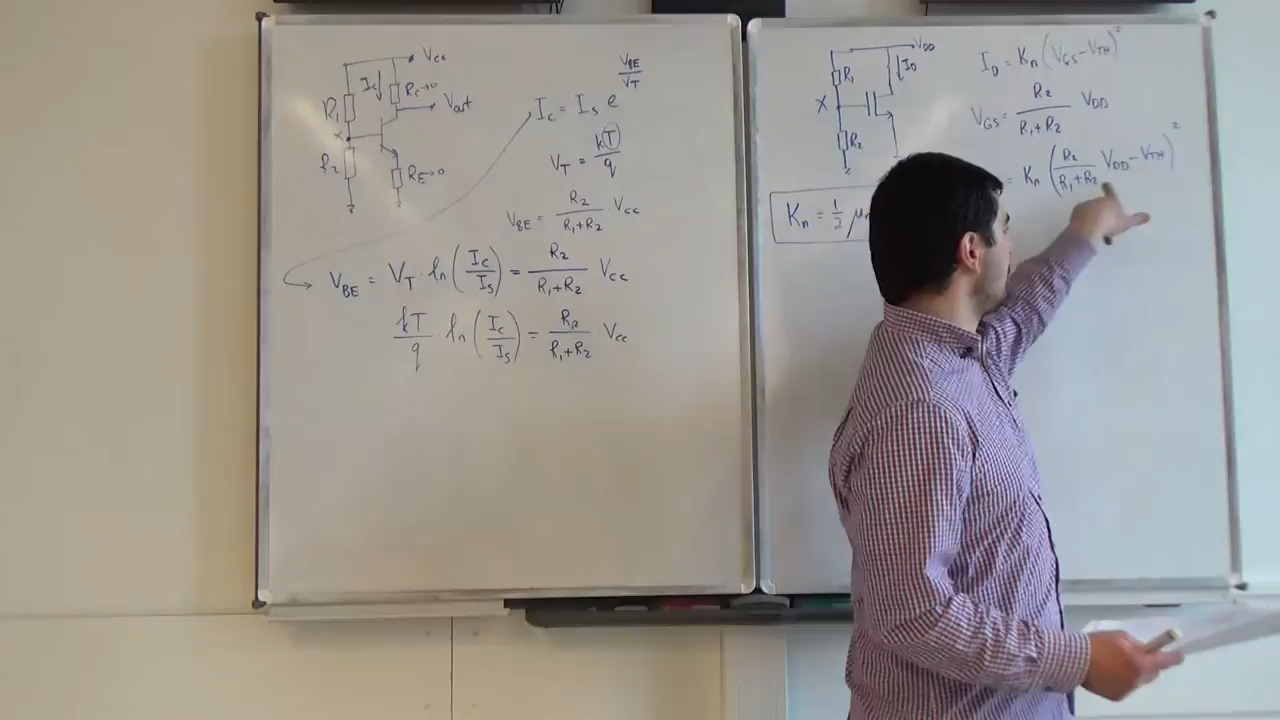 Vcc
Ic
Rc→0
R1
Vout
X
R2
RE→0
Ic = Is e^(VBE/VT)
VT = kT/q
VBE = R2/(R1+R2) · Vcc
VBE = VT · ln(Ic/Is) = R2/(R1+R2) Vcc
kT/q · ln(Ic/Is) = R2/(R1+R2) · Vcc
VDD
R1
ID
X
R2
ID = Kn(VGS-VTH)^2
VGS = R2/(R1+R2) VDD
= Kn(R2/(R1+R2) VDD-VTH)^2
Kn = 1/2 μn